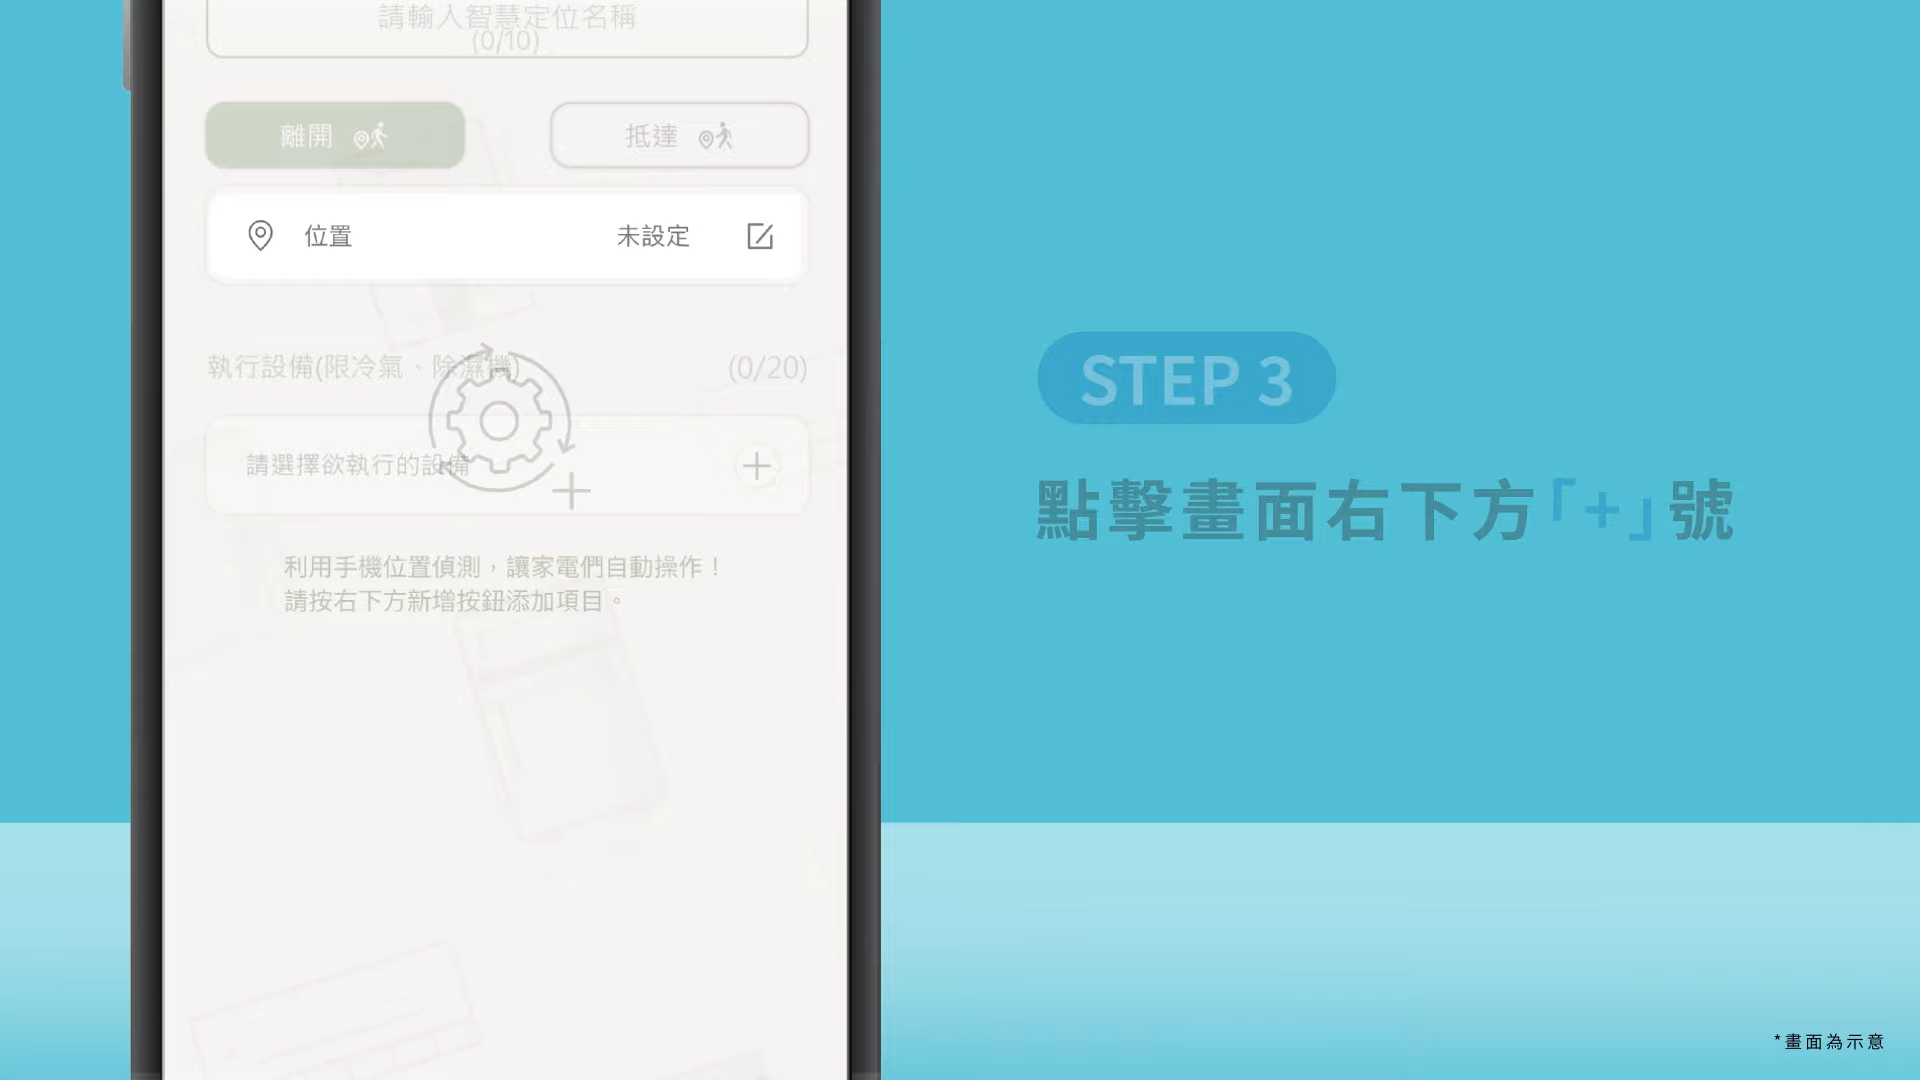 請輸入智慧定位名稱
(0/10)
離開
抵達
位置
未設定
執行設備(限冷氣、除濕機)
(0/20)
請選擇欲執行的設備
利用手機位置偵測，讓家電們自動操作！
請按右下方新增按鈕添加項目。
STEP 3
點擊畫面右下方「+」號
*畫面為示意